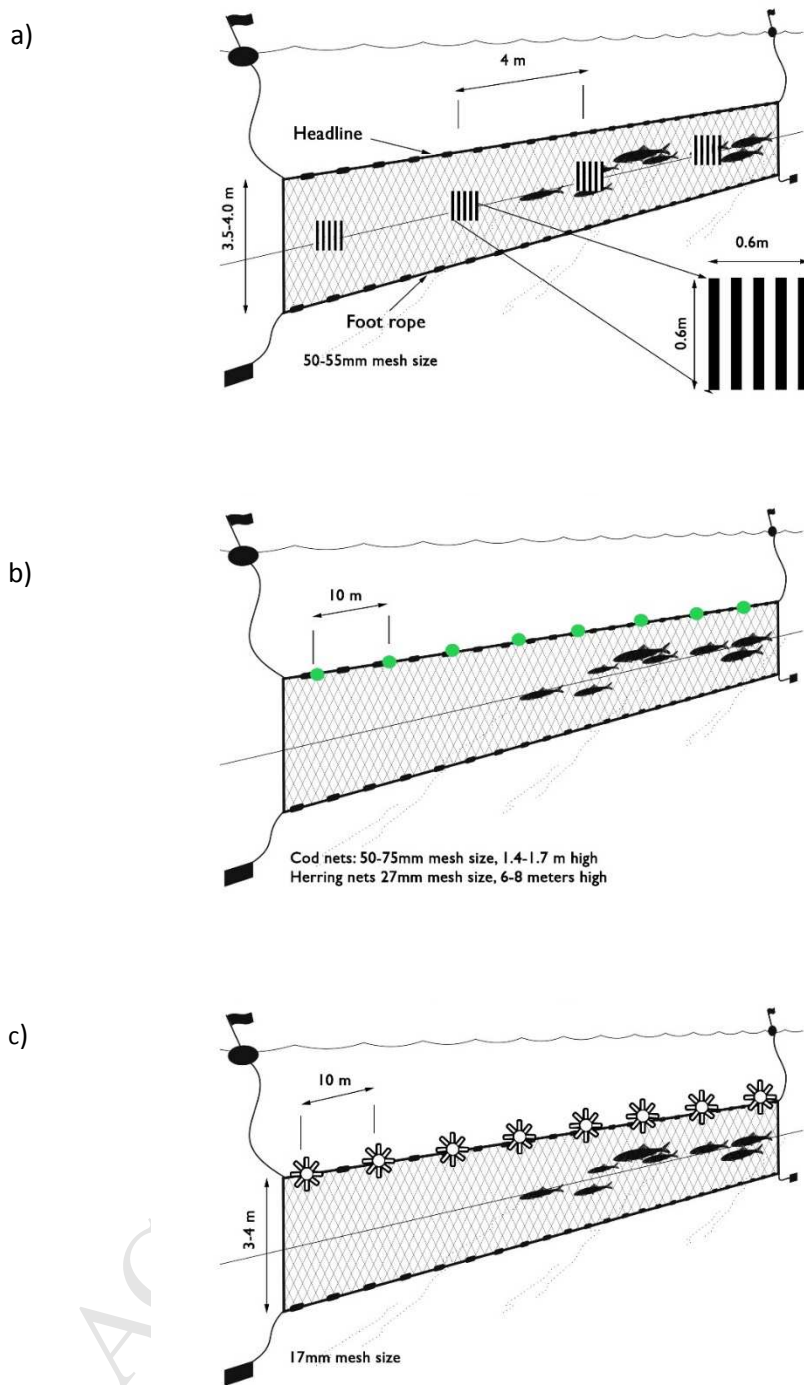 a)
4 m
Headline
3.5-4.0 m
0.6m
0.6m
Foot rope
50-55mm mesh size
b)
10 m
Cod nets: 50-75mm mesh size, 1.4-1.7 m high
Herring nets 27mm mesh size, 6-8 meters high
c)
10 m
3-4 m
17mm mesh size
AC